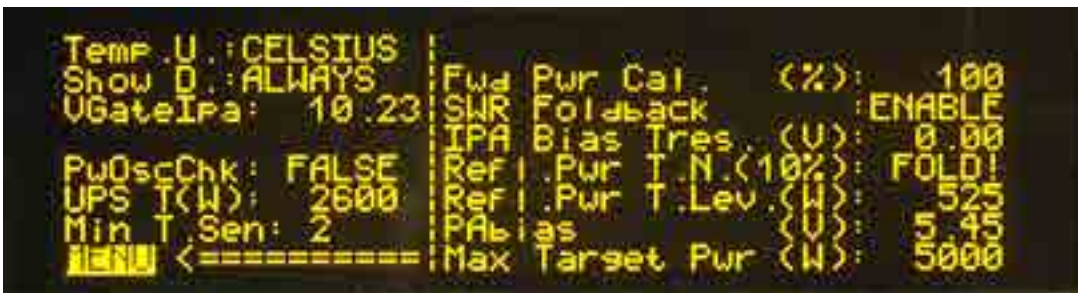 Temp.U.:CELSIUS
Show D.:ALWAYS
VGateIpa: 10.23
PwOscChk: FALSE
UPS T(W): 2600
Min T.Sen: 2
MENU <==========
Fwd Pwr Cal. (%): 100
SWR Foldback :ENABLE
IPA Bias Tres. (V): 0.00
Refl.Pwr T.N.(10%): FOLD!
Refl.Pwr T.Lev.(W): 525
PAbias (V): 5.45
Max Target Pwr (W): 5000